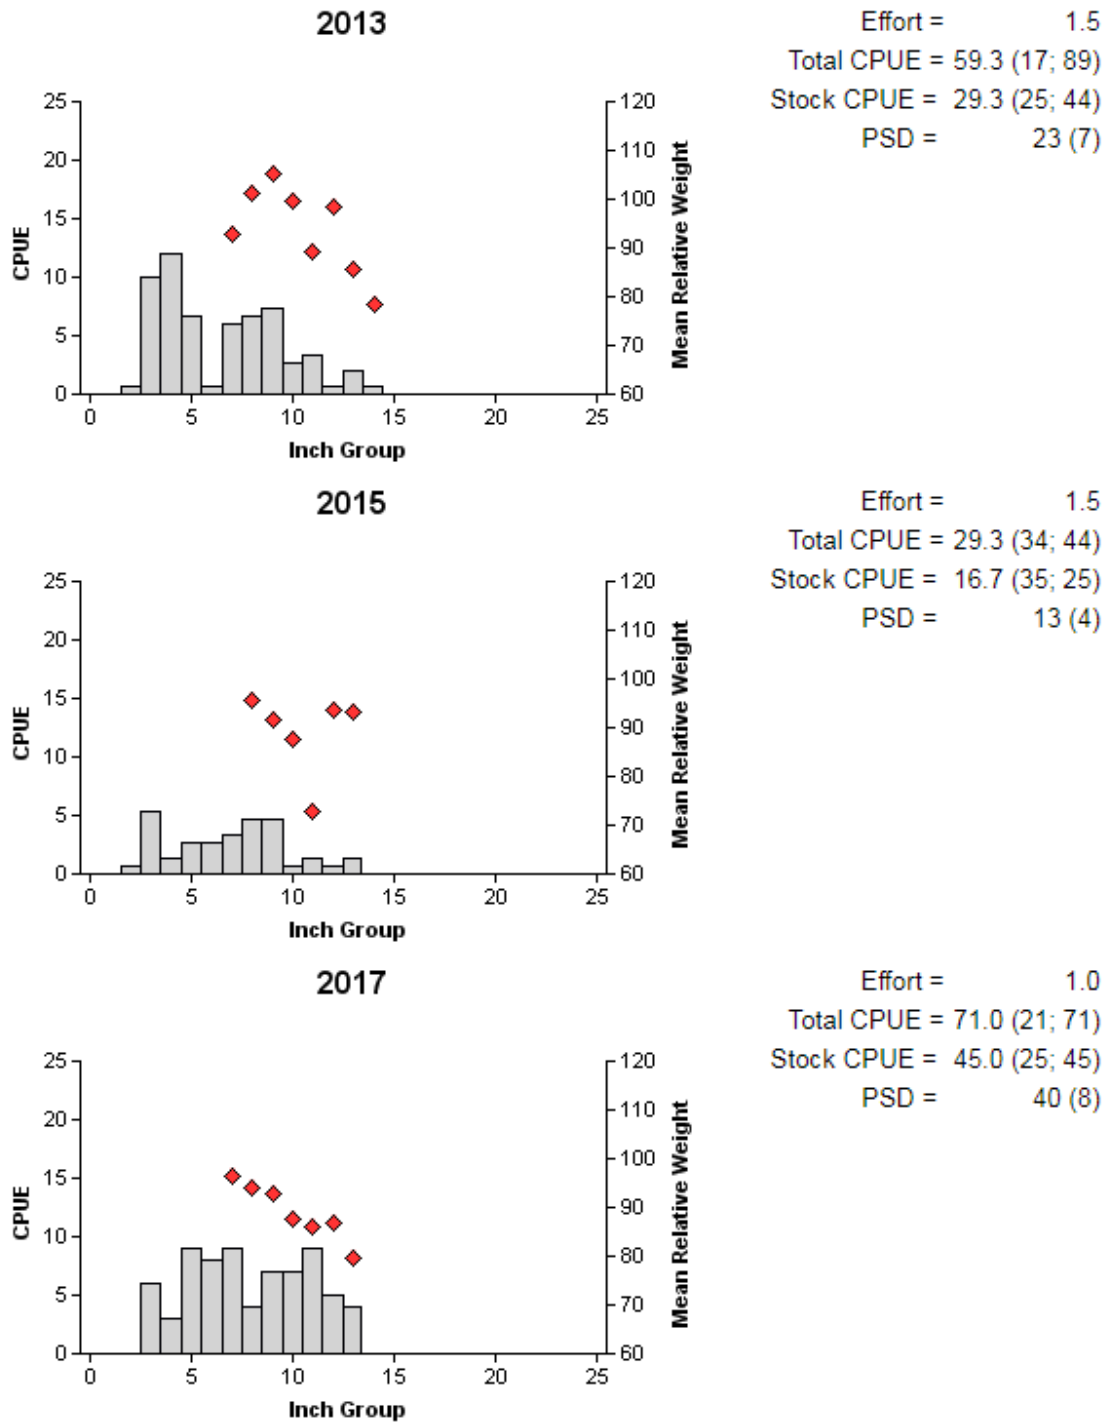 2013
Effort = 1.5
Total CPUE = 59.3 (17; 89)
Stock CPUE = 29.3 (25; 44)
PSD = 23 (7)
25
20
15
10
5
0
CPUE
120
110
100
90
80
70
60
Mean Relative Weight
0 5 10 15 20 25
Inch Group
2015
Effort = 1.5
Total CPUE = 29.3 (34; 44)
Stock CPUE = 16.7 (35; 25)
PSD = 13 (4)
25
20
15
10
5
0
CPUE
120
110
100
90
80
70
60
Mean Relative Weight
0 5 10 15 20 25
Inch Group
2017
Effort = 1.0
Total CPUE = 71.0 (21; 71)
Stock CPUE = 45.0 (25; 45)
PSD = 40 (8)
25
20
15
10
5
0
CPUE
120
110
100
90
80
70
60
Mean Relative Weight
0 5 10 15 20 25
Inch Group